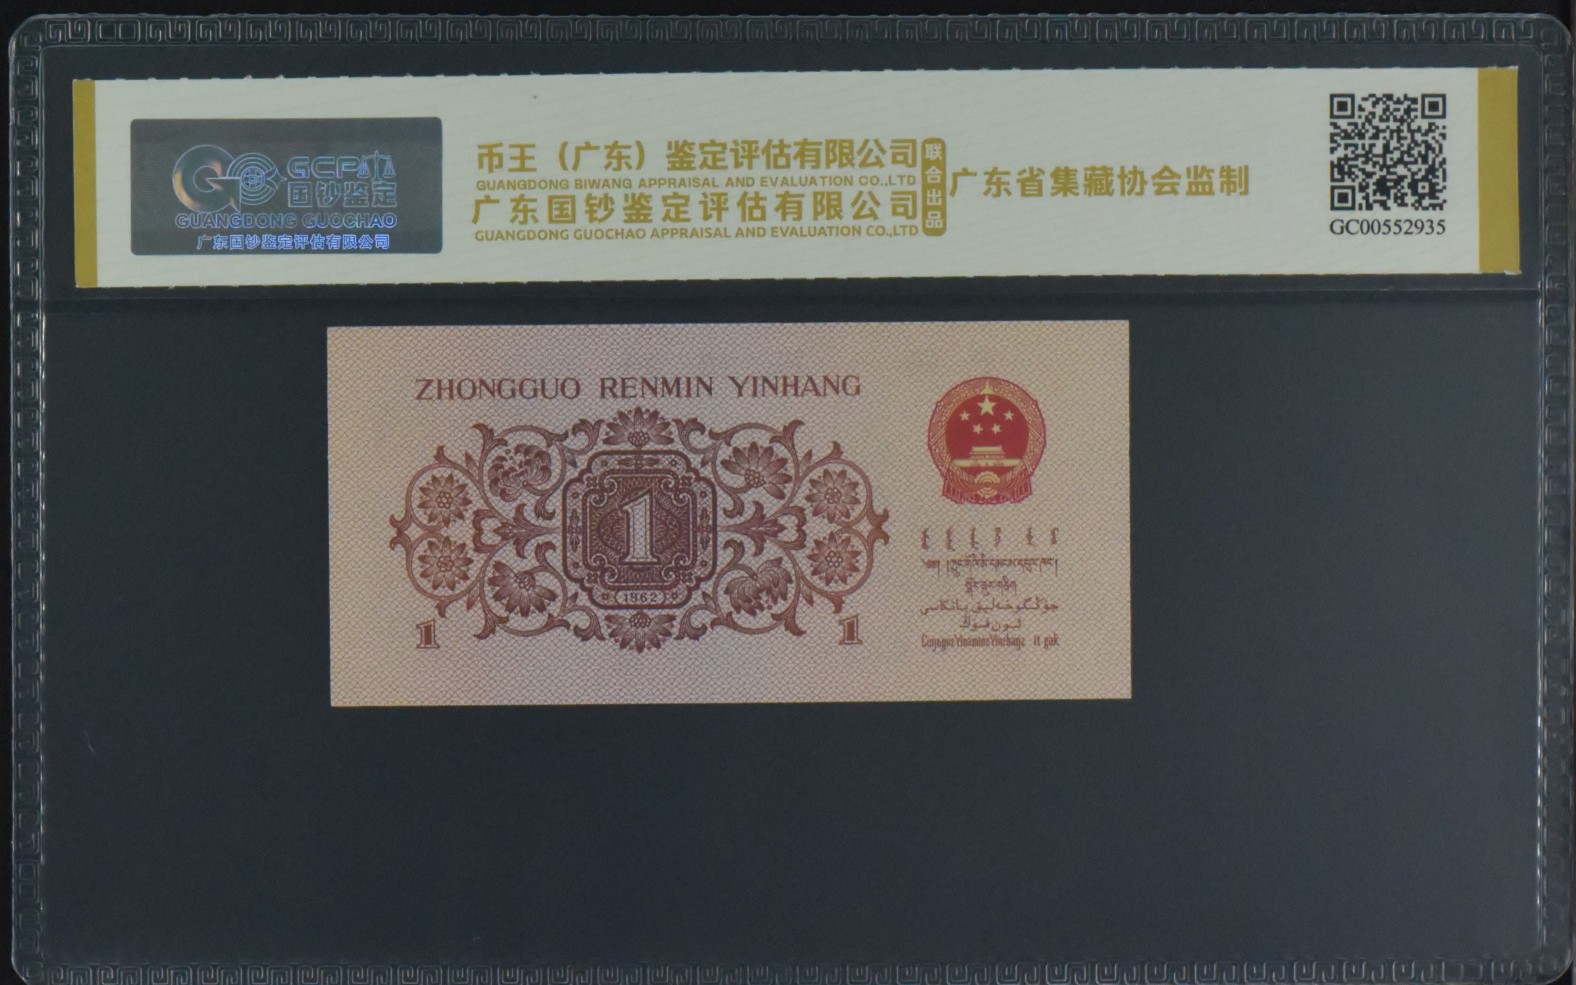 GCP
国钞鉴定
GUANGDONG GUOCHAO
广东国钞鉴定评估有限公司
币王（广东）鉴定评估有限公司
GUANGDONG BIWANG APPRAISAL AND EVALUATION CO.,LTD
广东国钞鉴定评估有限公司
GUANGDONG GUOCHAO APPRAISAL AND EVALUATION CO.,LTD
联合出品
广东省集藏协会监制
GC00552935
ZHONGGUO RENMIN YINHANG
1
1962
1
1